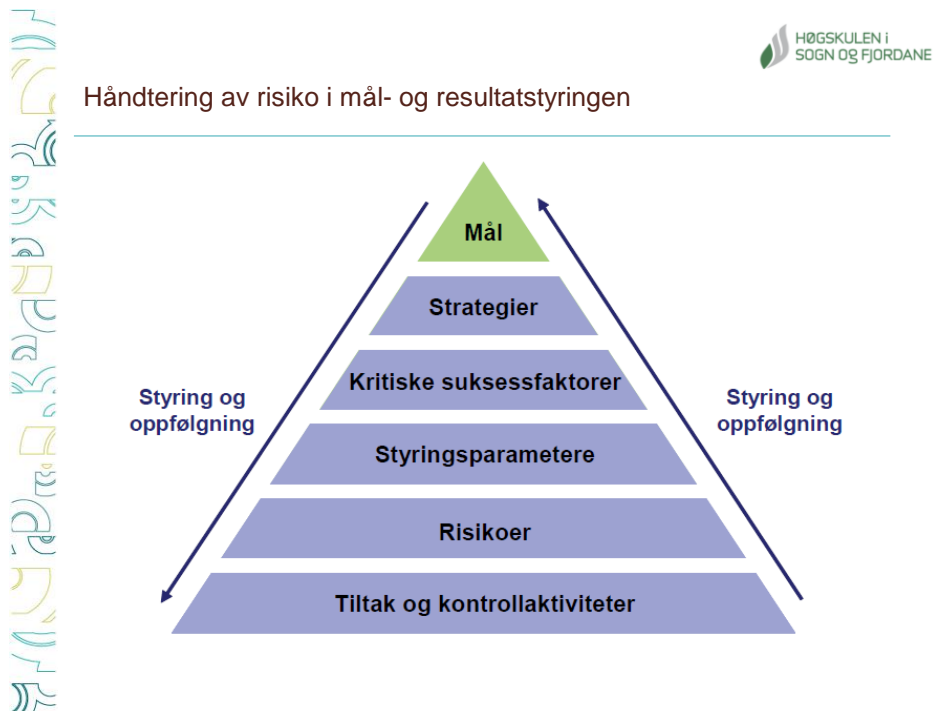 HØGSKULEN i
SOGN OG FJORDANE
Håndtering av risiko i mål- og resultatstyringen
Mål
Strategier
Kritiske suksessfaktorer
Styring og
oppfølgning
Styring og
oppfølgning
Styringsparametere
Risikoer
Tiltak og kontrollaktiviteter